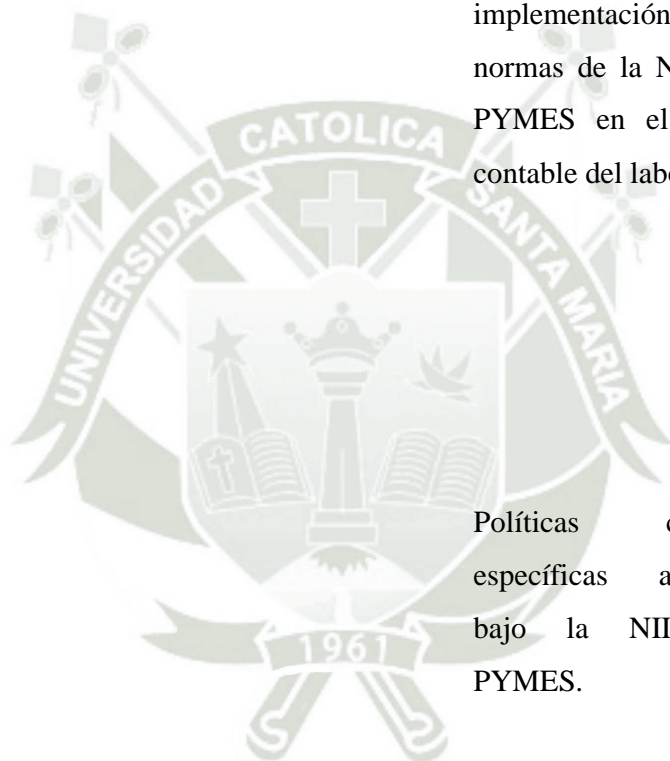 implementación
normas de la N
PYMES en el
contable del lab
UNIVERSIDAD CATOLICA SANTA MARIA
Políticas
específicas a
bajo la NII
PYMES.
1961